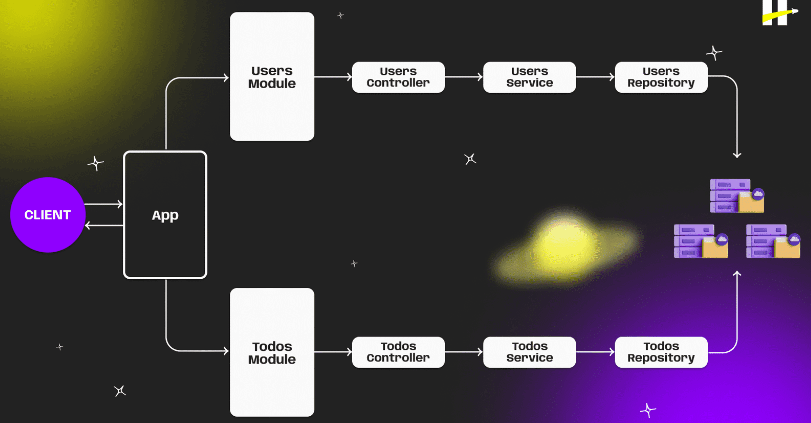 Users
Module
Users
Controller
Users
Service
Users
Repository
CLIENT
App
Todos
Module
Todos
Controller
Todos
Service
Todos
Repository